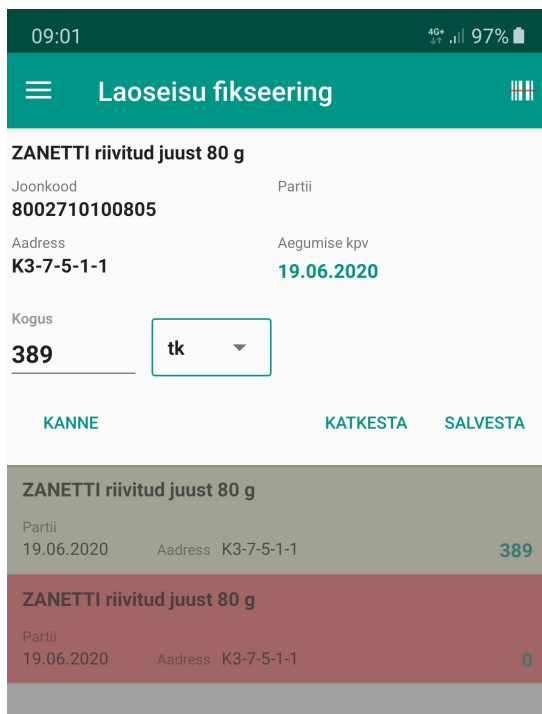 09:01 4G+ 97%
Laoseisu fikseering
ZANETTI riivitud juust 80 g
Joonkood Partii
8002710100805
Aadress Aegumise kpv
K3-7-5-1-1 19.06.2020
Kogus
389 tk
KANNE KATKESTA SALVESTA
ZANETTI riivitud juust 80 g
Partii
19.06.2020 Aadress K3-7-5-1-1 389
ZANETTI riivitud juust 80 g
Partii
19.06.2020 Aadress K3-7-5-1-1 0